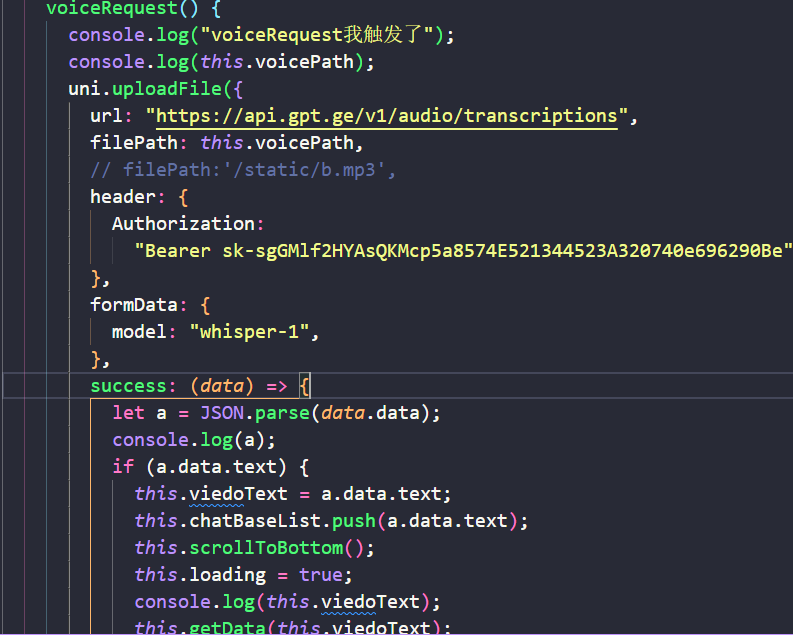 voiceRequest() {
console.log("voiceRequest我触发了");
console.log(this.voicePath);
uni.uploadFile({
url: "https://api.gpt.ge/v1/audio/transcriptions",
filePath: this.voicePath,
// filePath:'/static/b.mp3',
header: {
Authorization:
"Bearer sk-sgGMlf2HYAsQKMcp5a8574E521344523A320740e696290Be"
},
formData: {
model: "whisper-1",
},
success: (data) => {
let a = JSON.parse(data.data);
console.log(a);
if (a.data.text) {
this.viedoText = a.data.text;
this.chatBaseList.push(a.data.text);
this.scrollToBottom();
this.loading = true;
console.log(this.viedoText);
this.getData(this.viedoText);